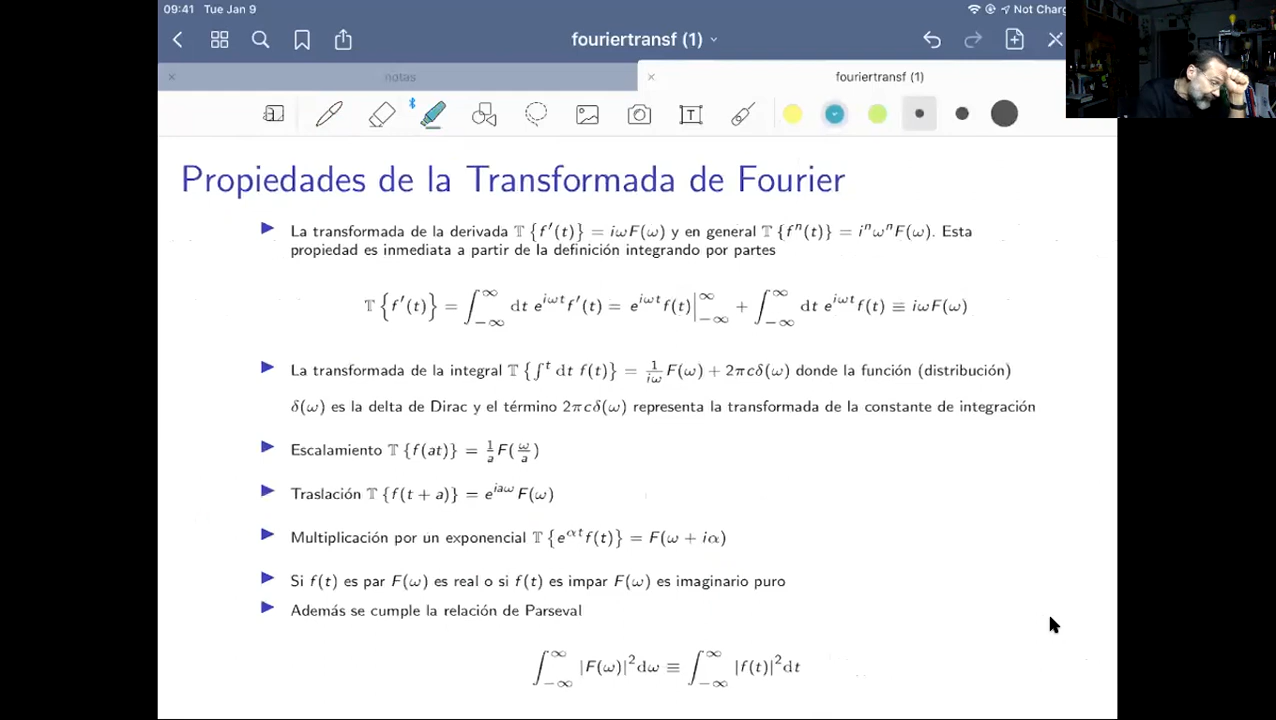 09:41 Tue Jan 9
Not Charg
fouriertransf (1)
notas
fouriertransf (1)
T
Propiedades de la Transformada de Fourier
▶ La transformada de la derivada 𝕋 {f′(t)} = iωF(ω) y en general 𝕋 {fⁿ(t)} = iⁿωⁿF(ω). Esta
propiedad es inmediata a partir de la definición integrando por partes
𝕋 {f′(t)} = ∫_{−∞}^{∞} dt e^{iωt} f′(t) = e^{iωt} f(t)|_{−∞}^{∞} + ∫_{−∞}^{∞} dt e^{iωt} f(t) ≡ iωF(ω)
▶ La transformada de la integral 𝕋 {∫^t dt f(t)} = 1/(iω) F(ω) + 2πcδ(ω) donde la función (distribución)
δ(ω) es la delta de Dirac y el término 2πcδ(ω) representa la transformada de la constante de integración
▶ Escalamiento 𝕋 {f(at)} = 1/a F(ω/a)
▶ Traslación 𝕋 {f(t + a)} = e^{iaω} F(ω)
▶ Multiplicación por un exponencial 𝕋 {e^{αt} f(t)} = F(ω + iα)
▶ Si f(t) es par F(ω) es real o si f(t) es impar F(ω) es imaginario puro
▶ Además se cumple la relación de Parseval
∫_{−∞}^{∞} |F(ω)|² dω ≡ ∫_{−∞}^{∞} |f(t)|² dt